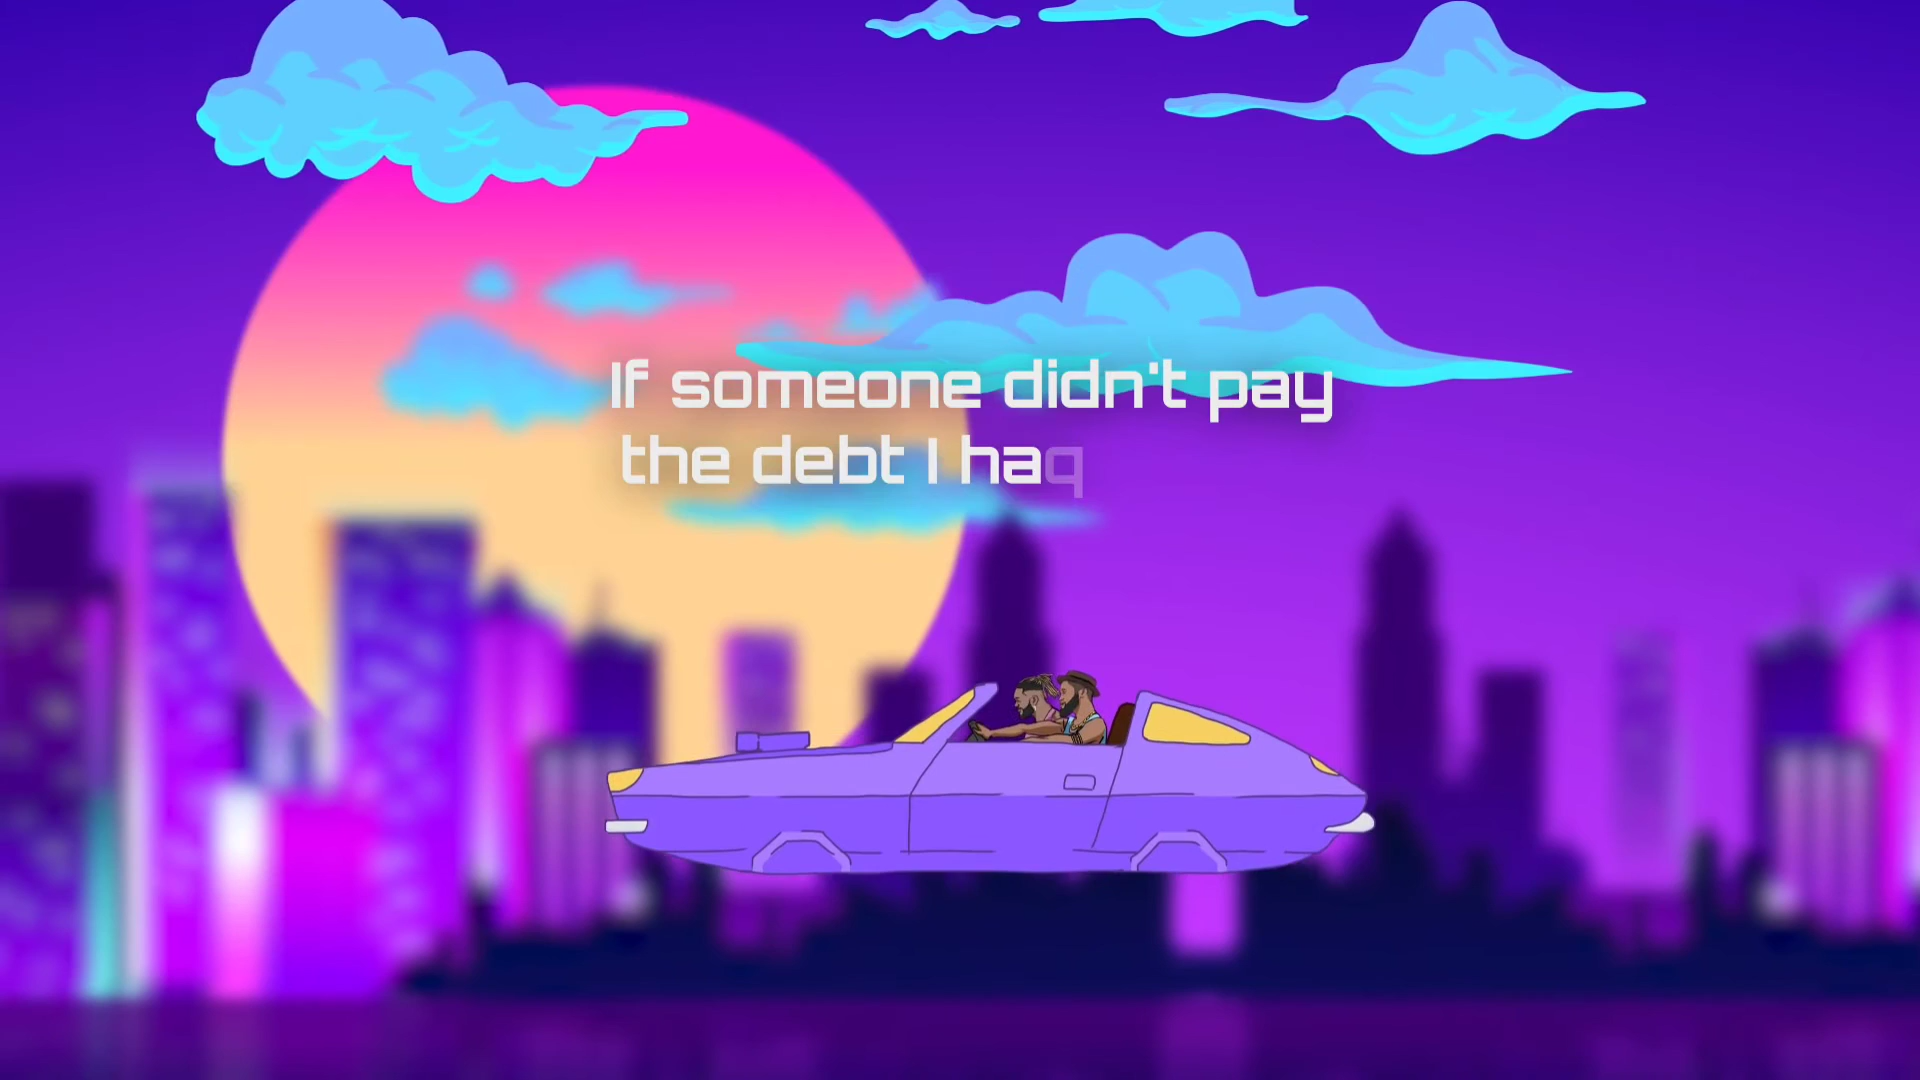 If someone didn't pay
the debt I ha